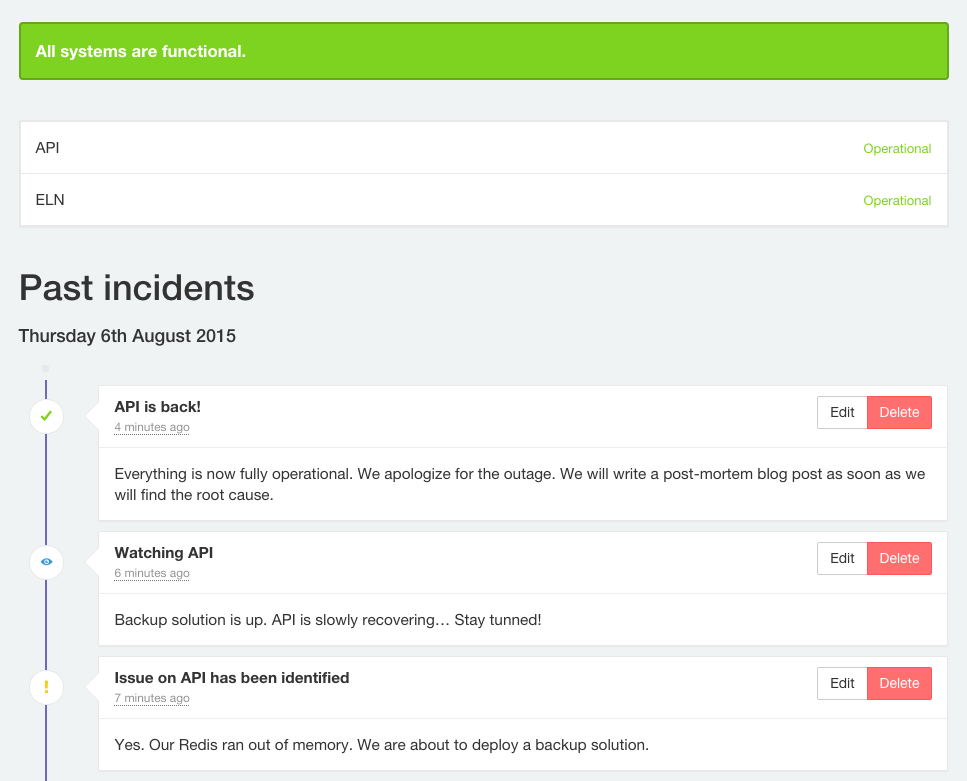 All systems are functional.
API
Operational
ELN
Operational
Past incidents
Thursday 6th August 2015
API is back!
4 minutes ago
Edit
Delete
Everything is now fully operational. We apologize for the outage. We will write a post-mortem blog post as soon as we
will find the root cause.
Watching API
6 minutes ago
Edit
Delete
Backup solution is up. API is slowly recovering… Stay tunned!
Issue on API has been identified
7 minutes ago
Edit
Delete
Yes. Our Redis ran out of memory. We are about to deploy a backup solution.